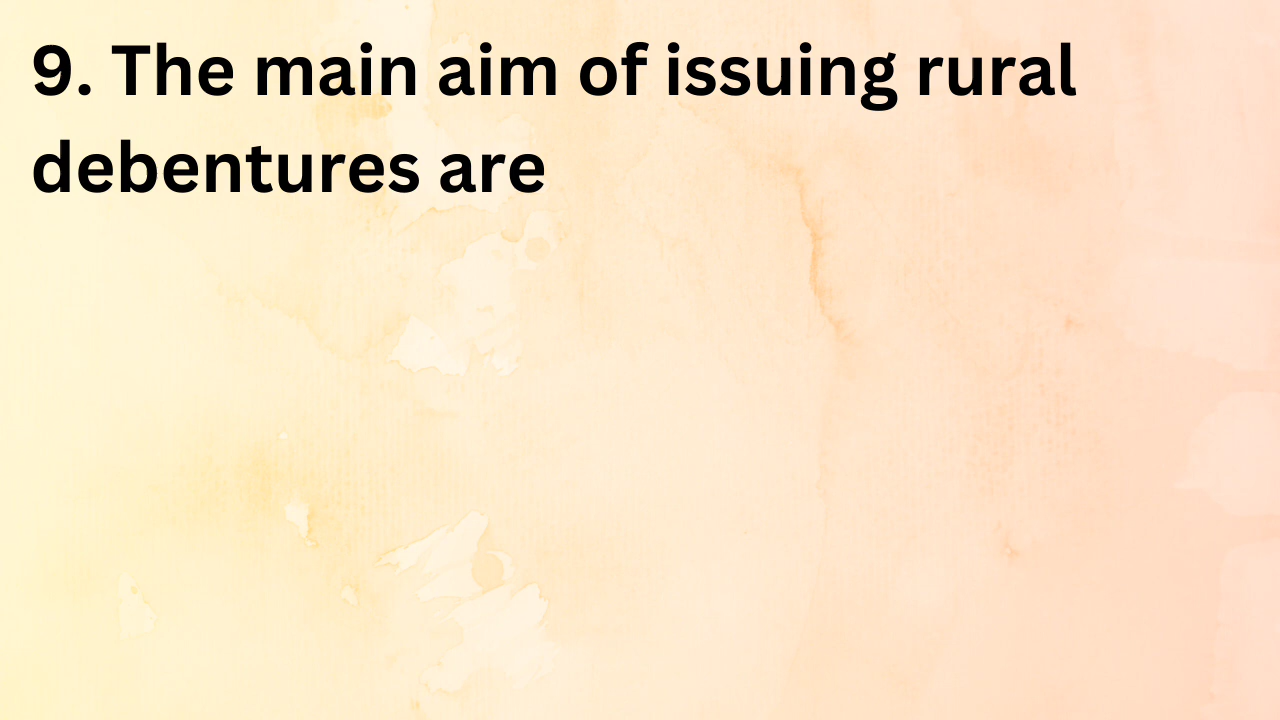 9. The main aim of issuing rural
debentures are